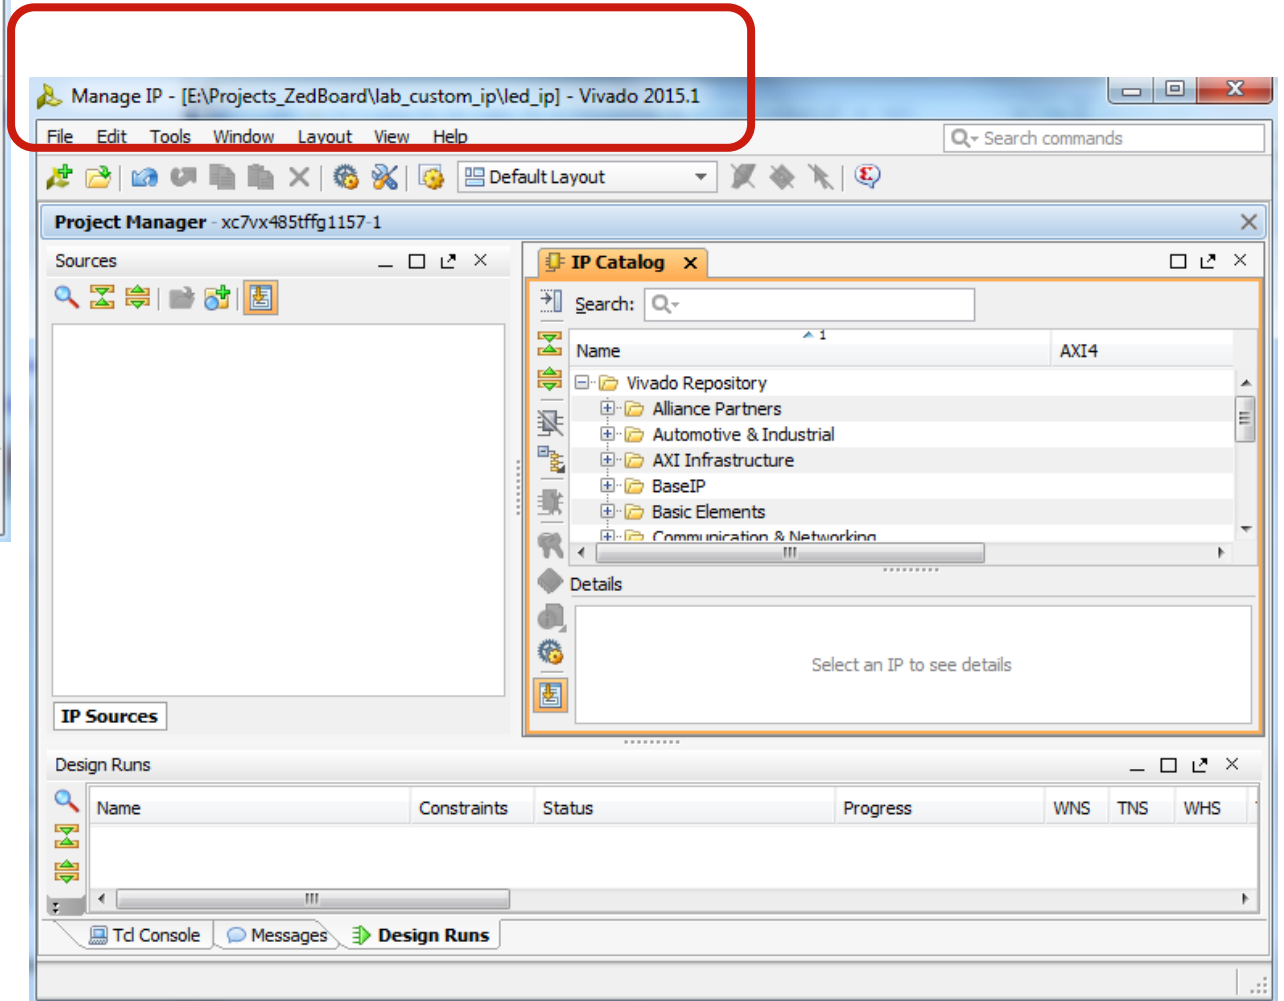 Manage IP - [E:\Projects_ZedBoard\lab_custom_ip\led_ip] - Vivado 2015.1
File Edit Tools Window Layout View Help
Search commands
Default Layout
Project Manager - xc7vx485tffg1157-1
Sources
IP Catalog
Search:
1
Name AXI4
Vivado Repository
Alliance Partners
Automotive & Industrial
AXI Infrastructure
BaseIP
Basic Elements
Communication & Networking
Details
Select an IP to see details
IP Sources
Design Runs
Name Constraints Status Progress WNS TNS WHS
Tcl Console Messages Design Runs